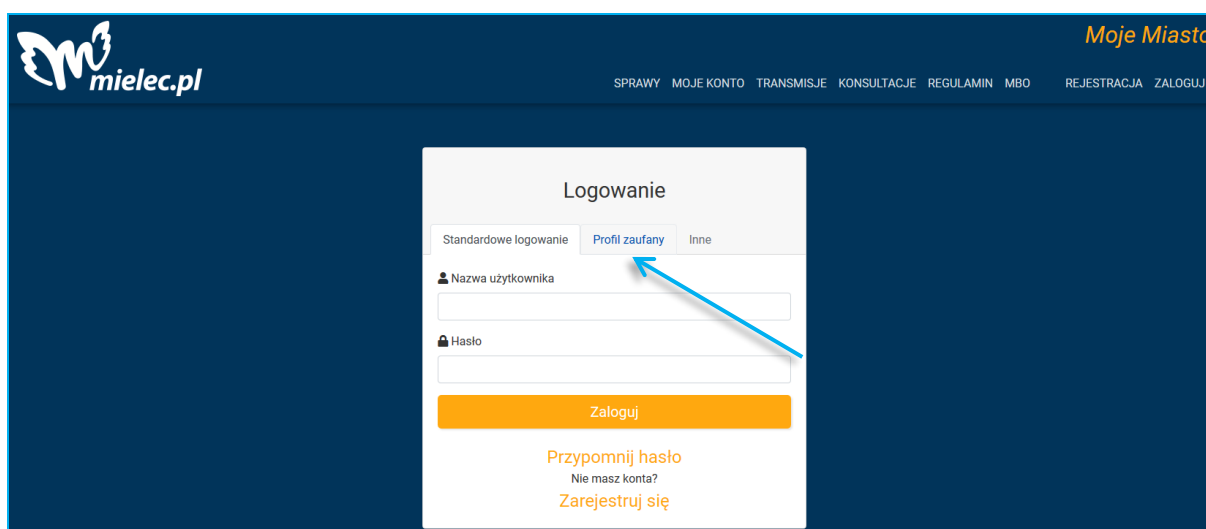 Moje Miasto
mielec.pl
SPRAWY MOJE KONTO TRANSMISJE KONSULTACJE REGULAMIN MBO REJESTRACJA ZALOGUJ
Logowanie
Standardowe logowanie Profil zaufany Inne
Nazwa użytkownika
Hasło
Zaloguj
Przypomnij hasło
Nie masz konta?
Zarejestruj się